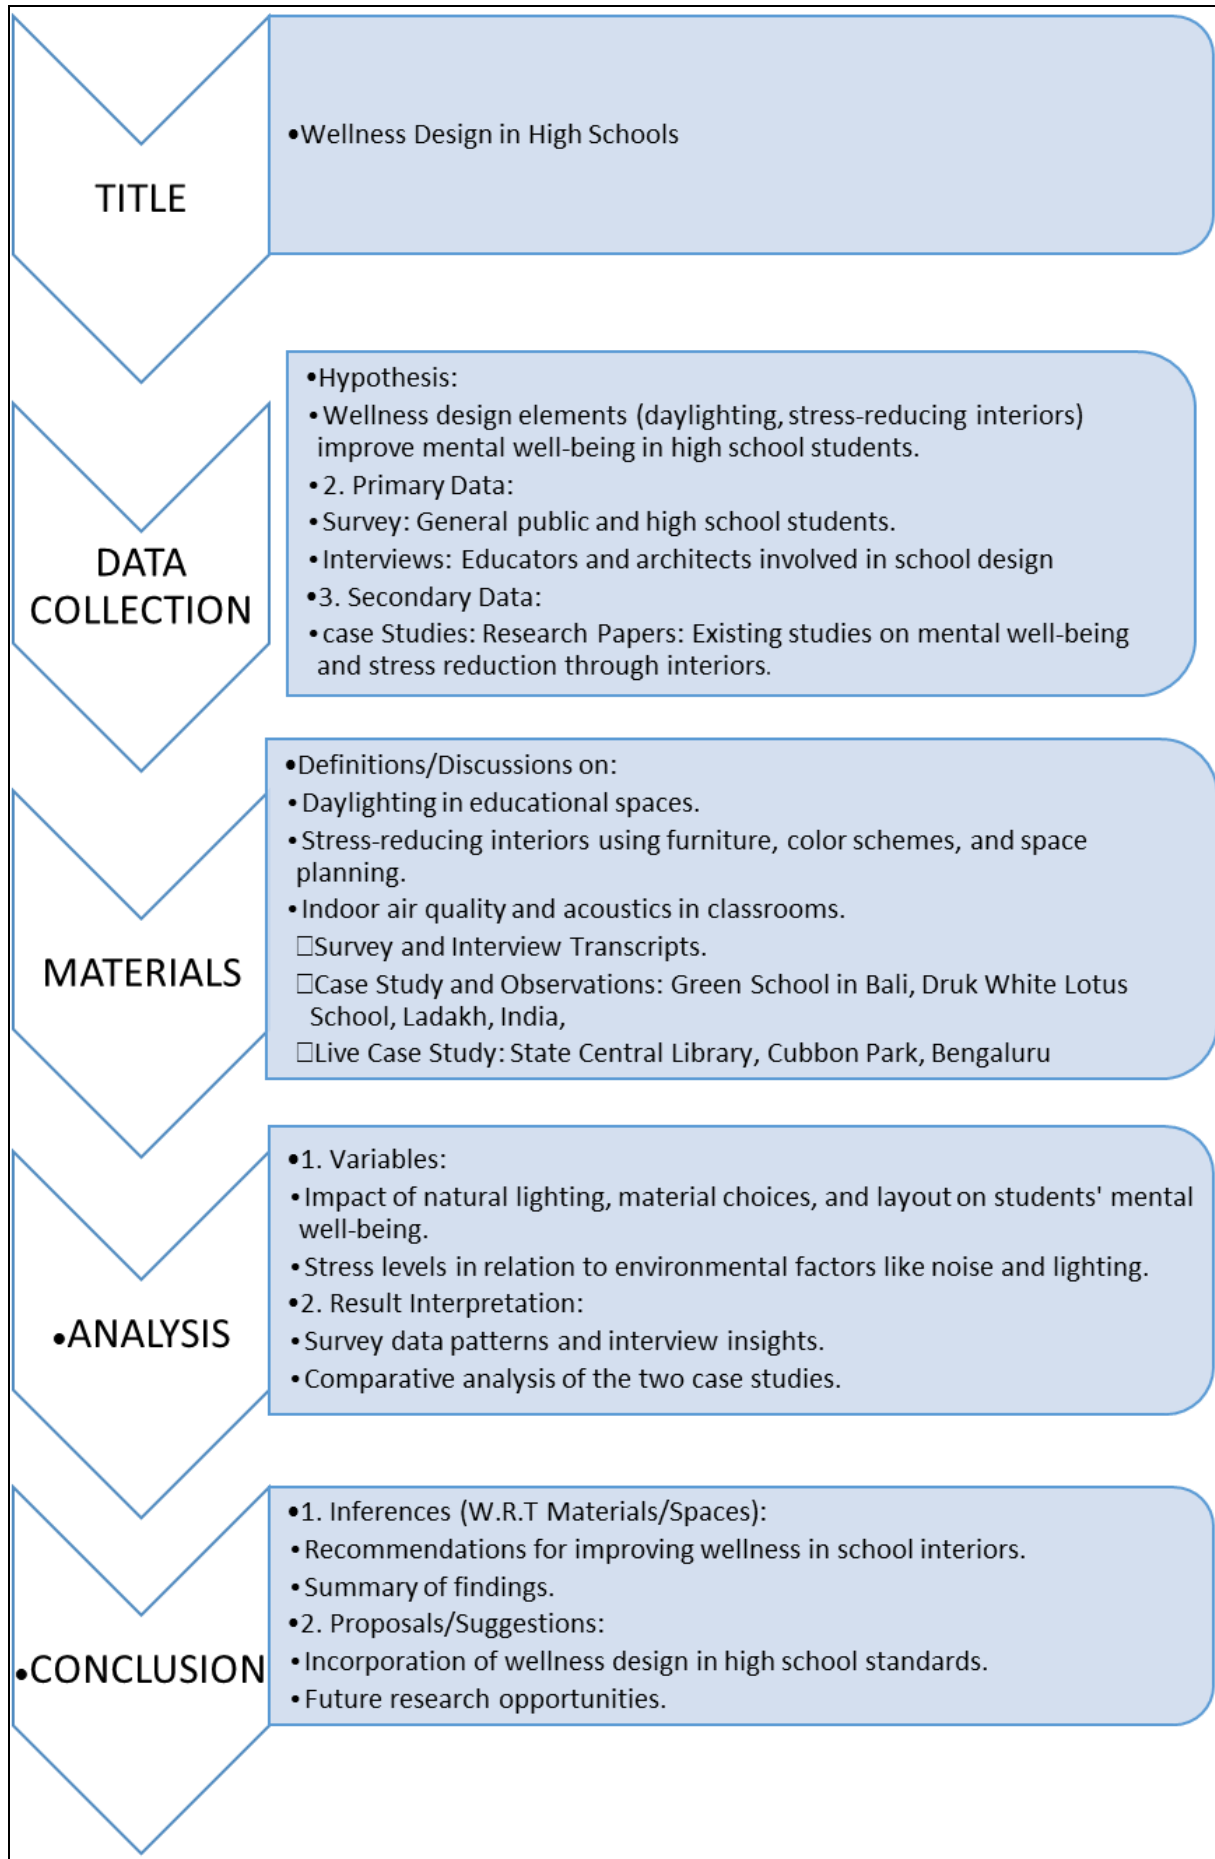 TITLE
•Wellness Design in High Schools
DATA
COLLECTION
•Hypothesis:
•Wellness design elements (daylighting, stress-reducing interiors)
improve mental well-being in high school students.
•2. Primary Data:
•Survey: General public and high school students.
•Interviews: Educators and architects involved in school design
•3. Secondary Data:
•case Studies: Research Papers: Existing studies on mental well-being
and stress reduction through interiors.
MATERIALS
•Definitions/Discussions on:
•Daylighting in educational spaces.
•Stress-reducing interiors using furniture, color schemes, and space
planning.
•Indoor air quality and acoustics in classrooms.
□Survey and Interview Transcripts.
□Case Study and Observations: Green School in Bali, Druk White Lotus
School, Ladakh, India,
□Live Case Study: State Central Library, Cubbon Park, Bengaluru
•ANALYSIS
•1. Variables:
•Impact of natural lighting, material choices, and layout on students' mental
well-being.
•Stress levels in relation to environmental factors like noise and lighting.
•2. Result Interpretation:
•Survey data patterns and interview insights.
•Comparative analysis of the two case studies.
•CONCLUSION
•1. Inferences (W.R.T Materials/Spaces):
•Recommendations for improving wellness in school interiors.
•Summary of findings.
•2. Proposals/Suggestions:
•Incorporation of wellness design in high school standards.
•Future research opportunities.